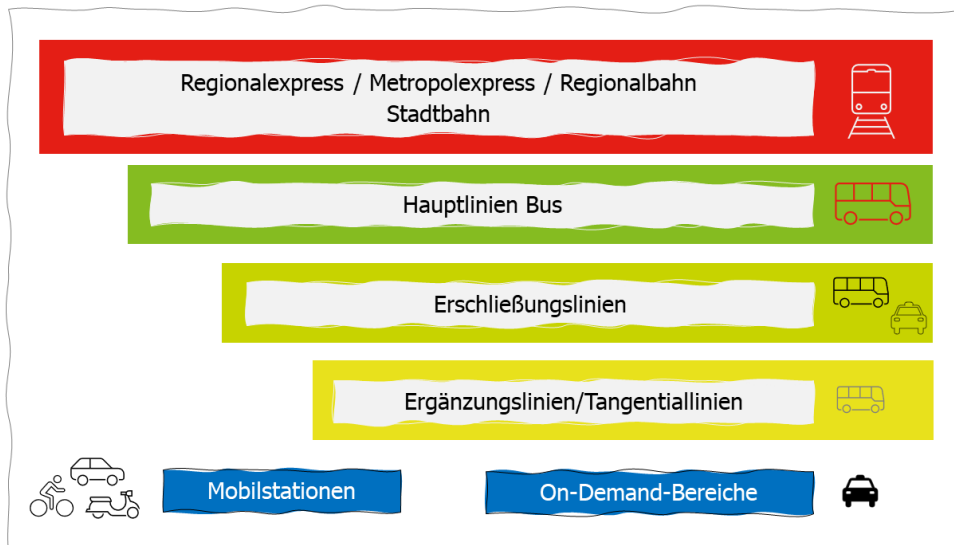 Regionalexpress / Metropolexpress / Regionalbahn
Stadtbahn
Hauptlinien Bus
Erschließungslinien
Ergänzungslinien/Tangentiallinien
Mobilstationen
On-Demand-Bereiche